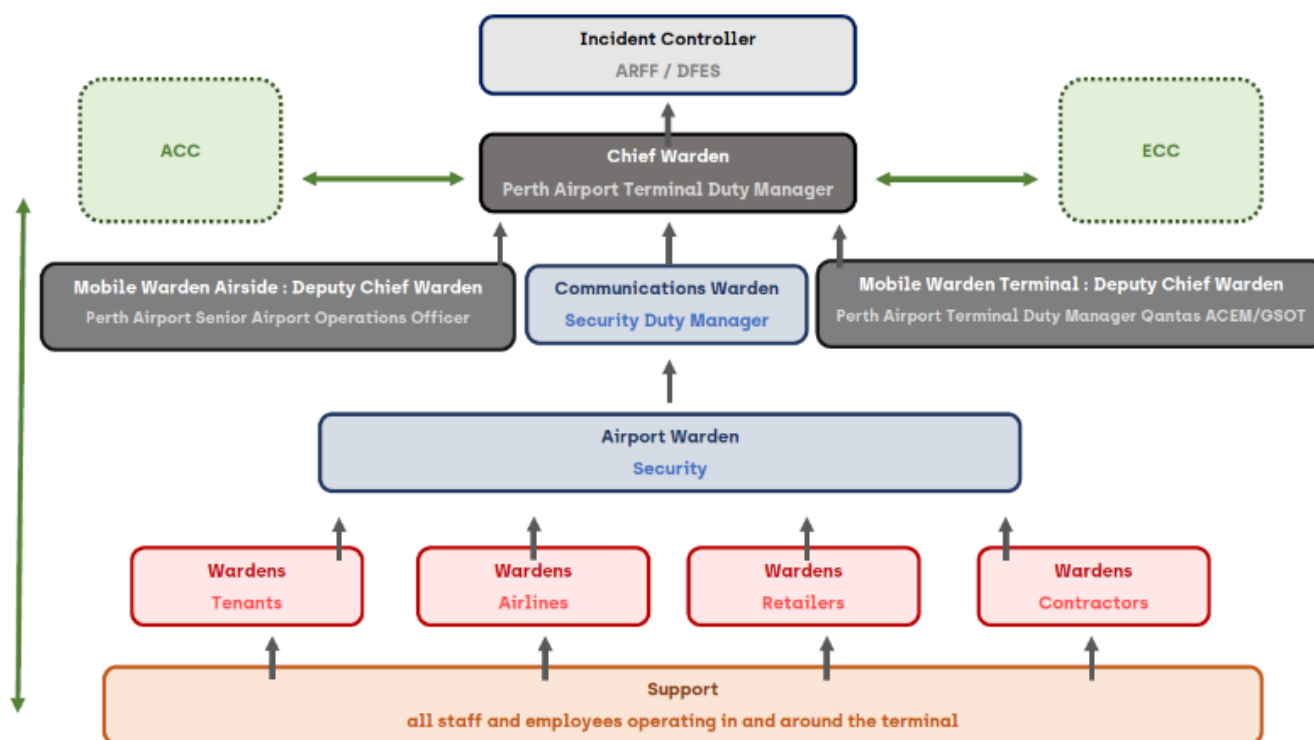 Incident Controller
ARFF / DFES
ACC
Chief Warden
Perth Airport Terminal Duty Manager
ECC
Mobile Warden Airside : Deputy Chief Warden
Perth Airport Senior Airport Operations Officer
Communications Warden
Security Duty Manager
Mobile Warden Terminal : Deputy Chief Warden
Perth Airport Terminal Duty Manager Qantas ACEM/GSOT
Airport Warden
Security
Wardens
Tenants
Wardens
Airlines
Wardens
Retailers
Wardens
Contractors
Support
all staff and employees operating in and around the terminal